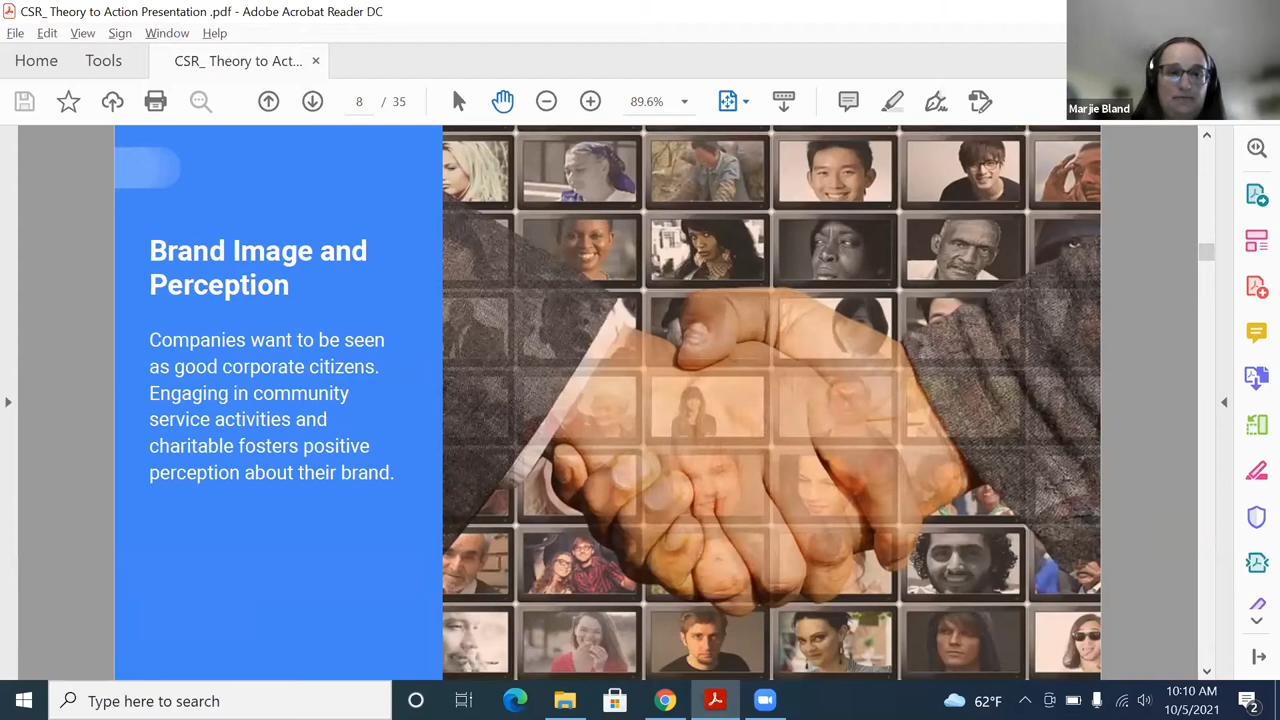 CSR_ Theory to Action Presentation .pdf - Adobe Acrobat Reader DC
File Edit View Sign Window Help
Home Tools CSR_ Theory to Act... ×
8 / 35 89.6%
Marjie Bland
Brand Image and
Perception
Companies want to be seen
as good corporate citizens.
Engaging in community
service activities and
charitable fosters positive
perception about their brand.
Type here to search
62°F
10:10 AM
10/5/2021
2